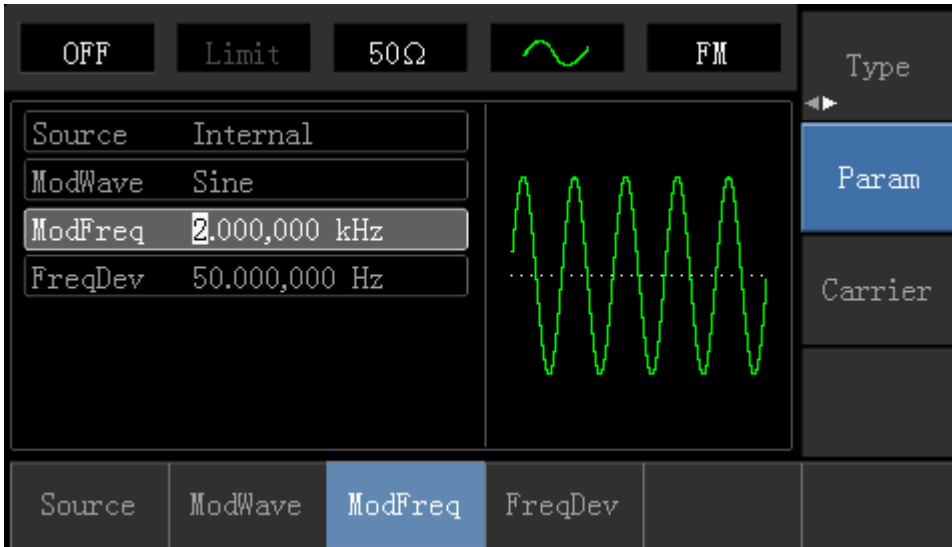 OFF Limit 50Ω FM
Type
Source Internal
ModWave Sine
Param
ModFreq 2.000,000 kHz
FreqDev 50.000,000 Hz
Carrier
Source ModWave ModFreq FreqDev